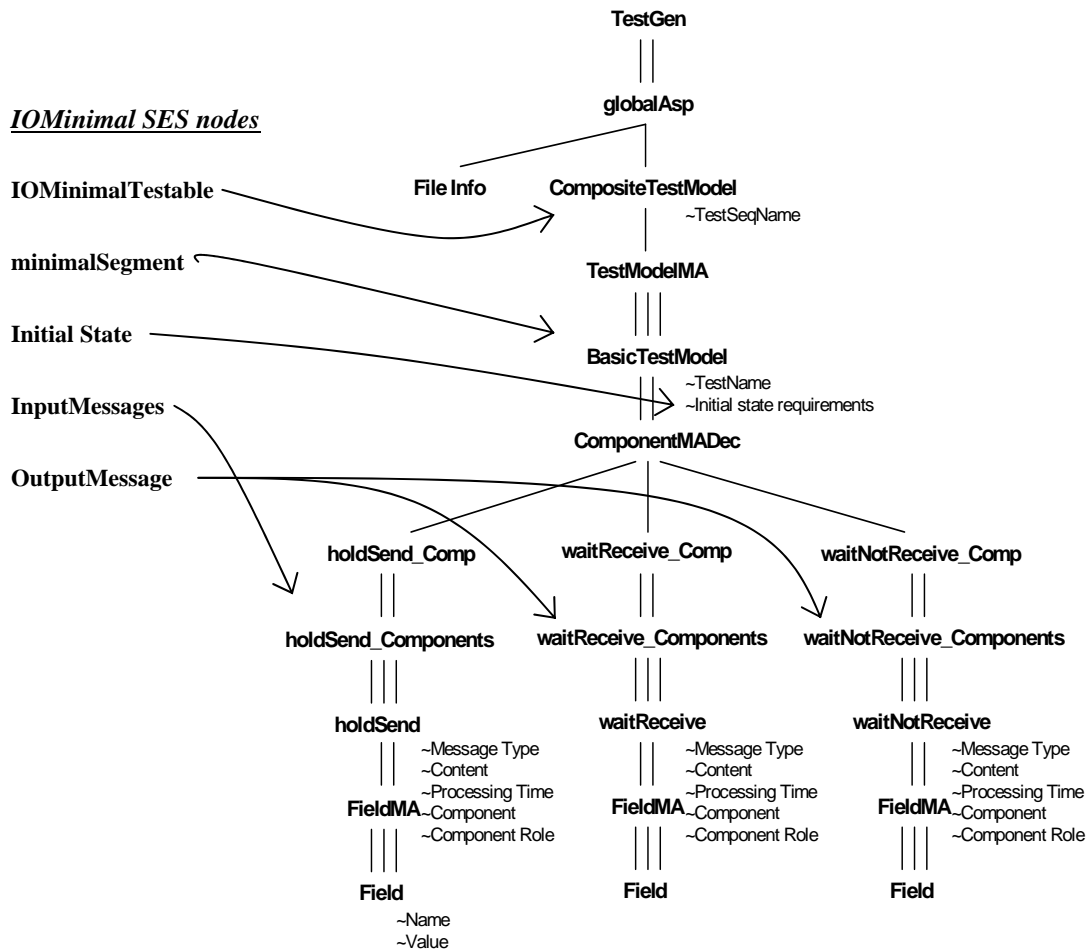 TestGen
globalAsp
IOMinimal SES nodes
File Info
CompositeTestModel
IOMinimalTestable
~TestSeqName
minimalSegment
TestModelMA
Initial State
BasicTestModel
~TestName
~Initial state requirements
InputMessages
ComponentMADec
OutputMessage
holdSend_Comp
waitReceive_Comp
waitNotReceive_Comp
holdSend_Components
waitReceive_Components
waitNotReceive_Components
holdSend
waitReceive
waitNotReceive
~Message Type
~Content
~Processing Time
~Component
~Component Role
~Message Type
~Content
~Processing Time
~Component
~Component Role
~Message Type
~Content
~Processing Time
~Component
~Component Role
FieldMA
FieldMA
FieldMA
Field
Field
Field
~Name
~Value